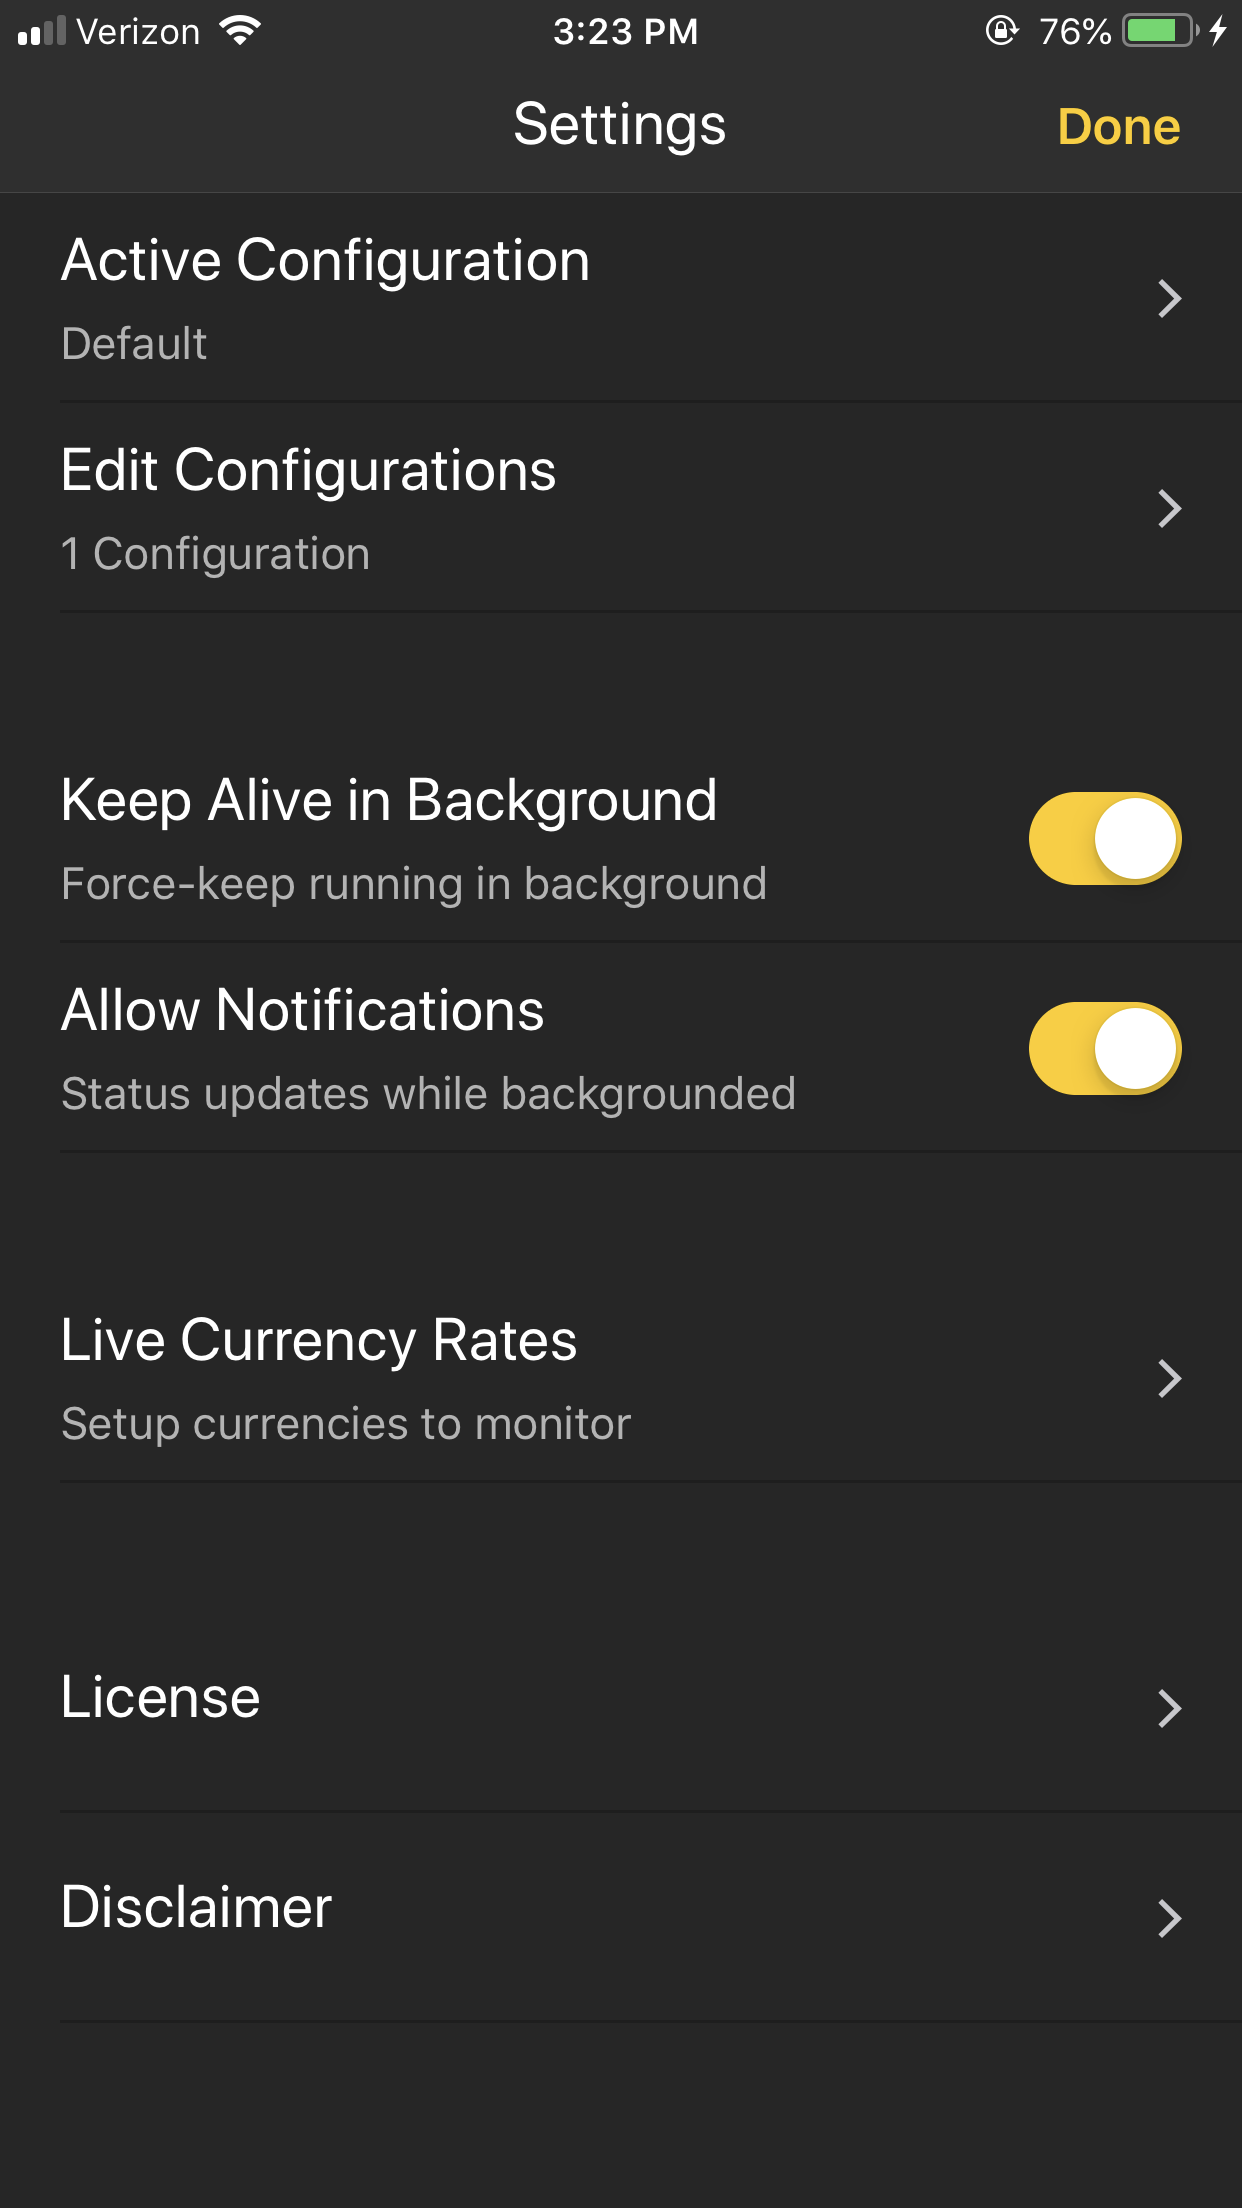 Verizon 3:23 PM 76%
Settings Done
Active Configuration
Default
Edit Configurations
1 Configuration
Keep Alive in Background
Force-keep running in background
Allow Notifications
Status updates while backgrounded
Live Currency Rates
Setup currencies to monitor
License
Disclaimer